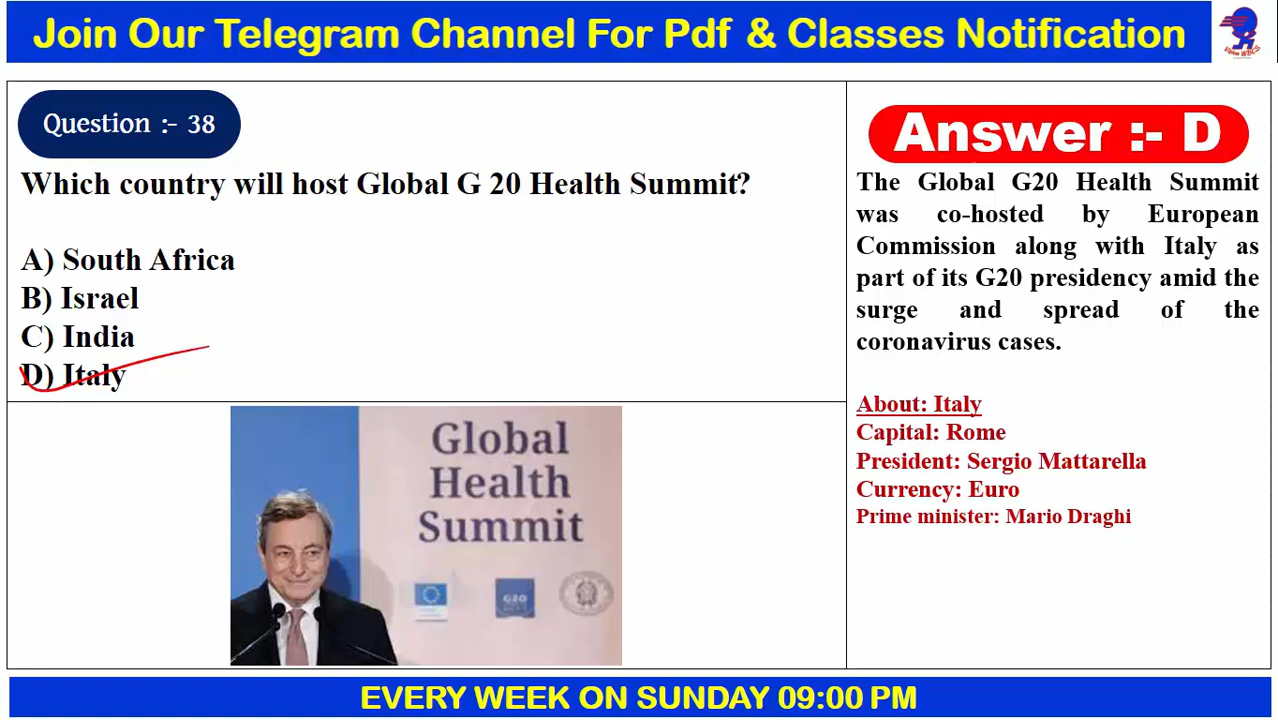 Join Our Telegram Channel For Pdf & Classes Notification
Question :- 38
Which country will host Global G 20 Health Summit?
A) South Africa
B) Israel
C) India
D) Italy
Answer :- D
The Global G20 Health Summit
was co-hosted by European
Commission along with Italy as
part of its G20 presidency amid the
surge and spread of the
coronavirus cases.
About: Italy
Capital: Rome
President: Sergio Mattarella
Currency: Euro
Prime minister: Mario Draghi
Global
Health
Summit
G20
EVERY WEEK ON SUNDAY 09:00 PM